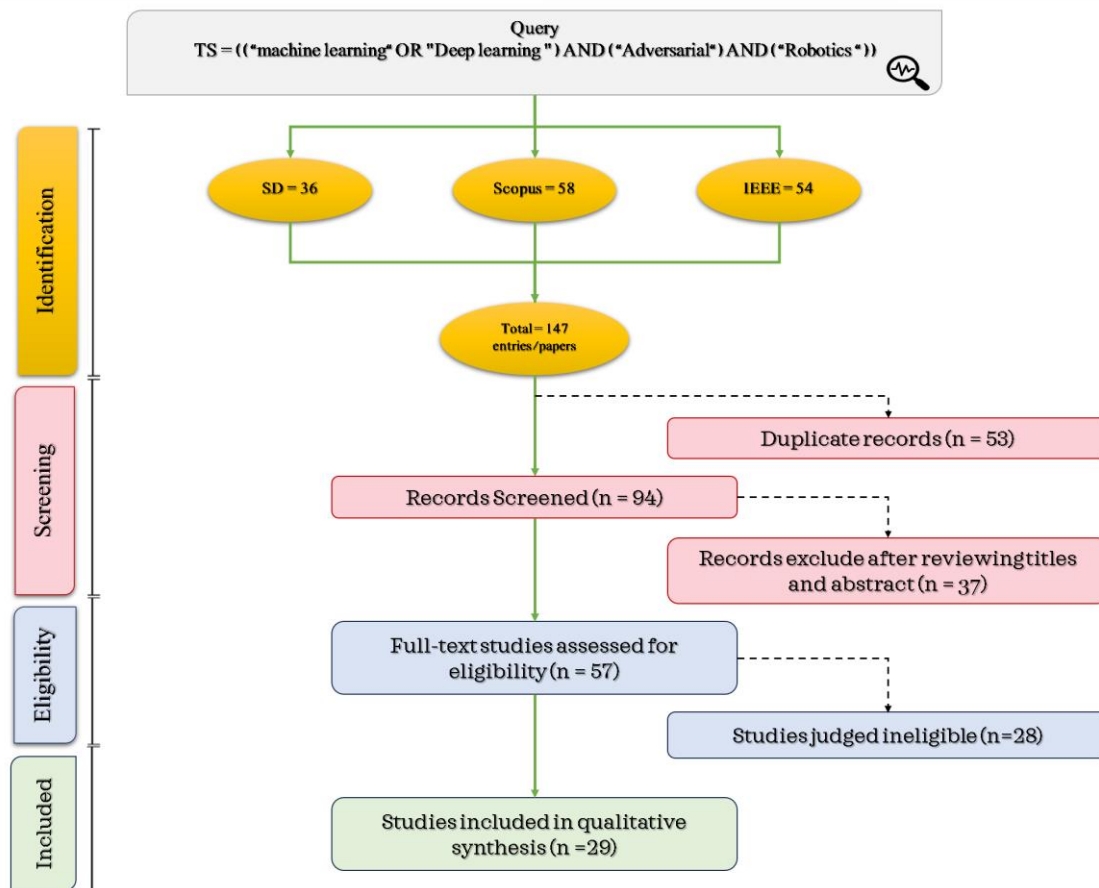 Query
TS = (("machine learning" OR "Deep learning ") AND ("Adversarial") AND ("Robotics "))
Identification
SD = 36
Scopus = 58
IEEE = 54
Total = 147
entries/papers
Screening
Duplicate records (n = 53)
Records Screened (n = 94)
Records exclude after reviewing titles
and abstract (n = 37)
Eligibility
Full-text studies assessed for
eligibility (n = 57)
Studies judged ineligible (n=28)
Included
Studies included in qualitative
synthesis (n =29)